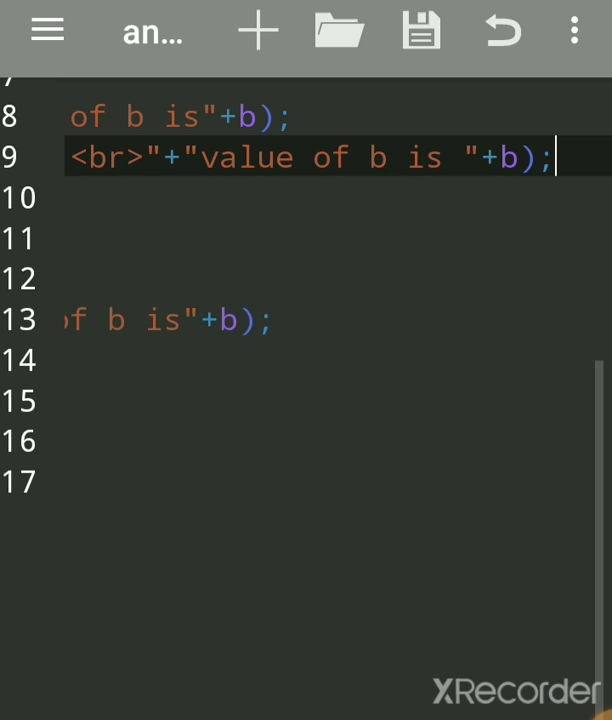 an...
8 of b is"+b);
9 <br>"+"value of b is "+b);
10
11
12
13 of b is"+b);
14
15
16
17
XRecorder